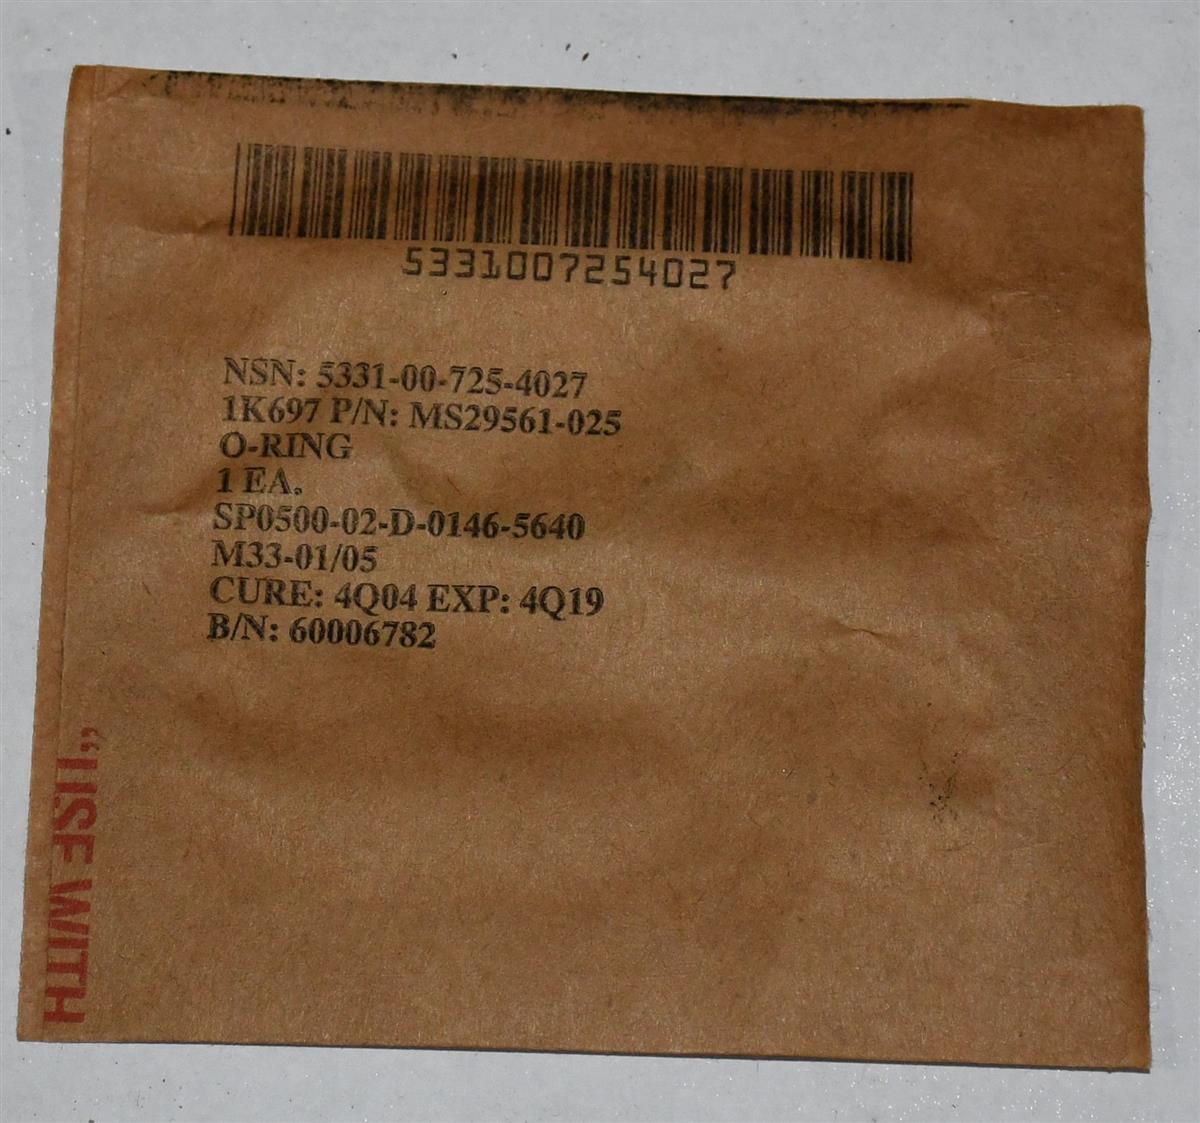 5331007254027
NSN: 5331-00-725-4027
1K697 P/N: MS29561-025
O-RING
1 EA.
SP0500-02-D-0146-5640
M33-01/05
CURE: 4Q04 EXP: 4Q19
B/N: 60006782
"USE WITH